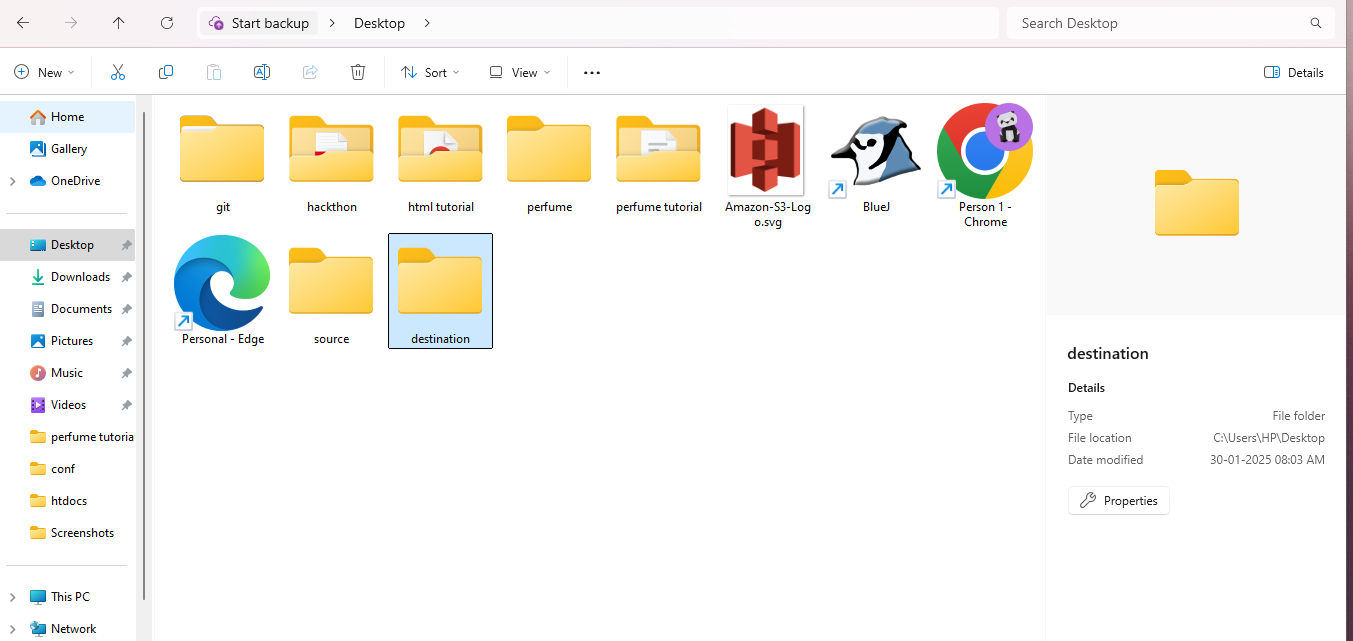 Start backup > Desktop >
Search Desktop
New
Sort
View
Details
Home
Gallery
OneDrive
Desktop
Downloads
Documents
Pictures
Music
Videos
perfume tutoria
conf
htdocs
Screenshots
This PC
Network
git
hackthon
html tutorial
perfume
perfume tutorial
Amazon-S3-Log
o.svg
BlueJ
Person 1 -
Chrome
Personal - Edge
source
destination
destination
Details
Type File folder
File location C:\Users\HP\Desktop
Date modified 30-01-2025 08:03 AM
Properties